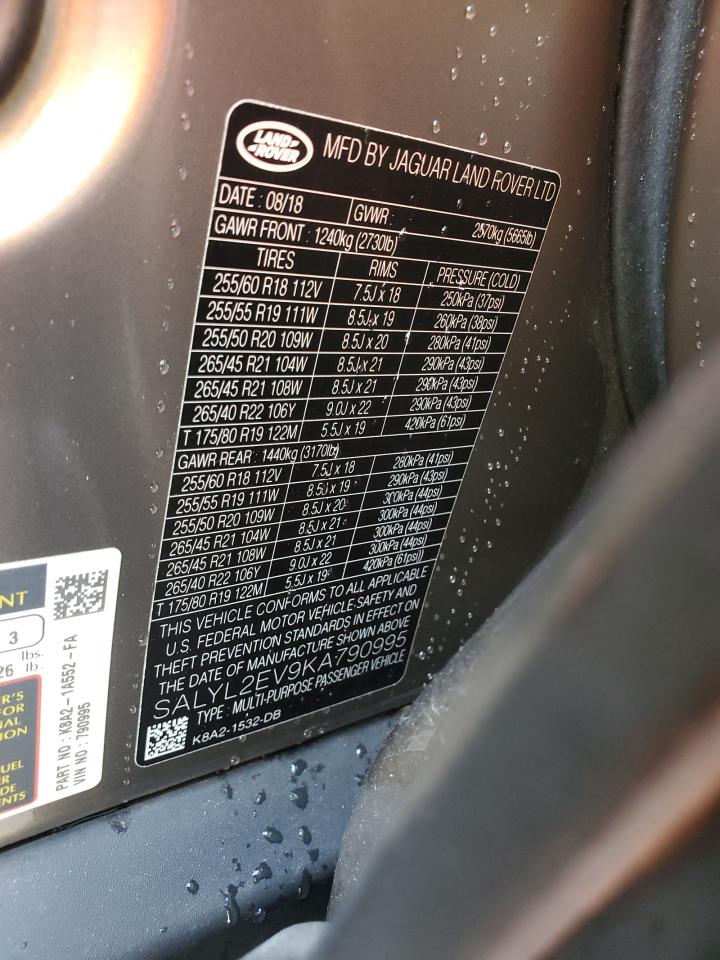 LAND ROVER
MFD BY JAGUAR LAND ROVER LTD
DATE : 08/18 GVWR : 2570kg (5665lb)
GAWR FRONT : 1240kg (2730lb)
TIRES RIMS PRESSURE (COLD)
255/60 R18 112V 7.5J x 18 250kPa (37psi)
255/55 R19 111W 8.5J x 19 260kPa (38psi)
255/50 R20 109W 8.5J x 20 280kPa (41psi)
265/45 R21 104W 8.5J x 21 290kPa (43psi)
265/45 R21 108W 8.5J x 21 290kPa (43psi)
265/40 R22 106Y 9.0J x 22 290kPa (43psi)
T 175/80 R19 122M 5.5J x 19 420kPa (61psi)
GAWR REAR : 1440kg (3170lb)
255/60 R18 112V 7.5J x 18 280kPa (41psi)
255/55 R19 111W 8.5J x 19 290kPa (43psi)
255/50 R20 109W 8.5J x 20 300kPa (44psi)
265/45 R21 104W 8.5J x 21 300kPa (44psi)
265/45 R21 108W 8.5J x 21 300kPa (44psi)
265/40 R22 106Y 9.0J x 22 300kPa (44psi)
T 175/80 R19 122M 5.5J x 19 420kPa (61psi)
THIS VEHICLE CONFORMS TO ALL APPLICABLE
U.S. FEDERAL MOTOR VEHICLE SAFETY AND
THEFT PREVENTION STANDARDS IN EFFECT ON
THE DATE OF MANUFACTURE SHOWN ABOVE
SALYL2EV9KA790995
TYPE : MULTI-PURPOSE PASSENGER VEHICLE
K8A2-1532-DB
3
lbs.
26 lb.
PART NO : K8A2-1A552-FA
VIN NO : 790995
FOR